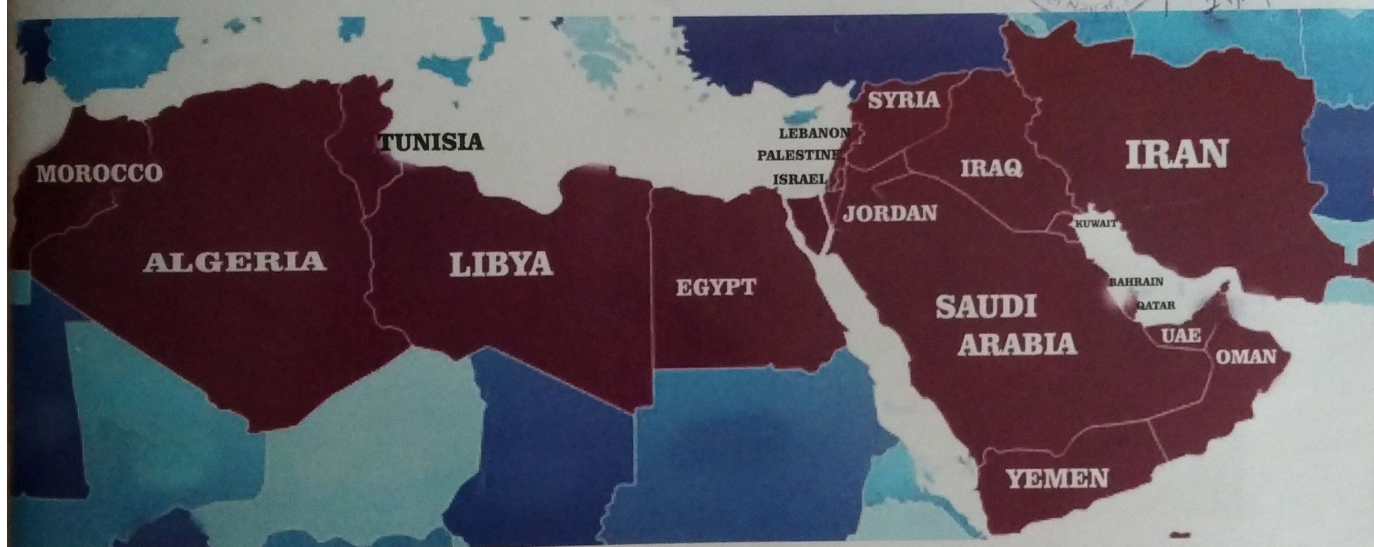 SYRIA
LEBANON
TUNISIA
PALESTINE
IRAN
MOROCCO
IRAQ
ISRAEL
JORDAN
KUWAIT
ALGERIA
LIBYA
EGYPT
BAHRAIN
SAUDI
ARABIA
QATAR
UAE
OMAN
YEMEN